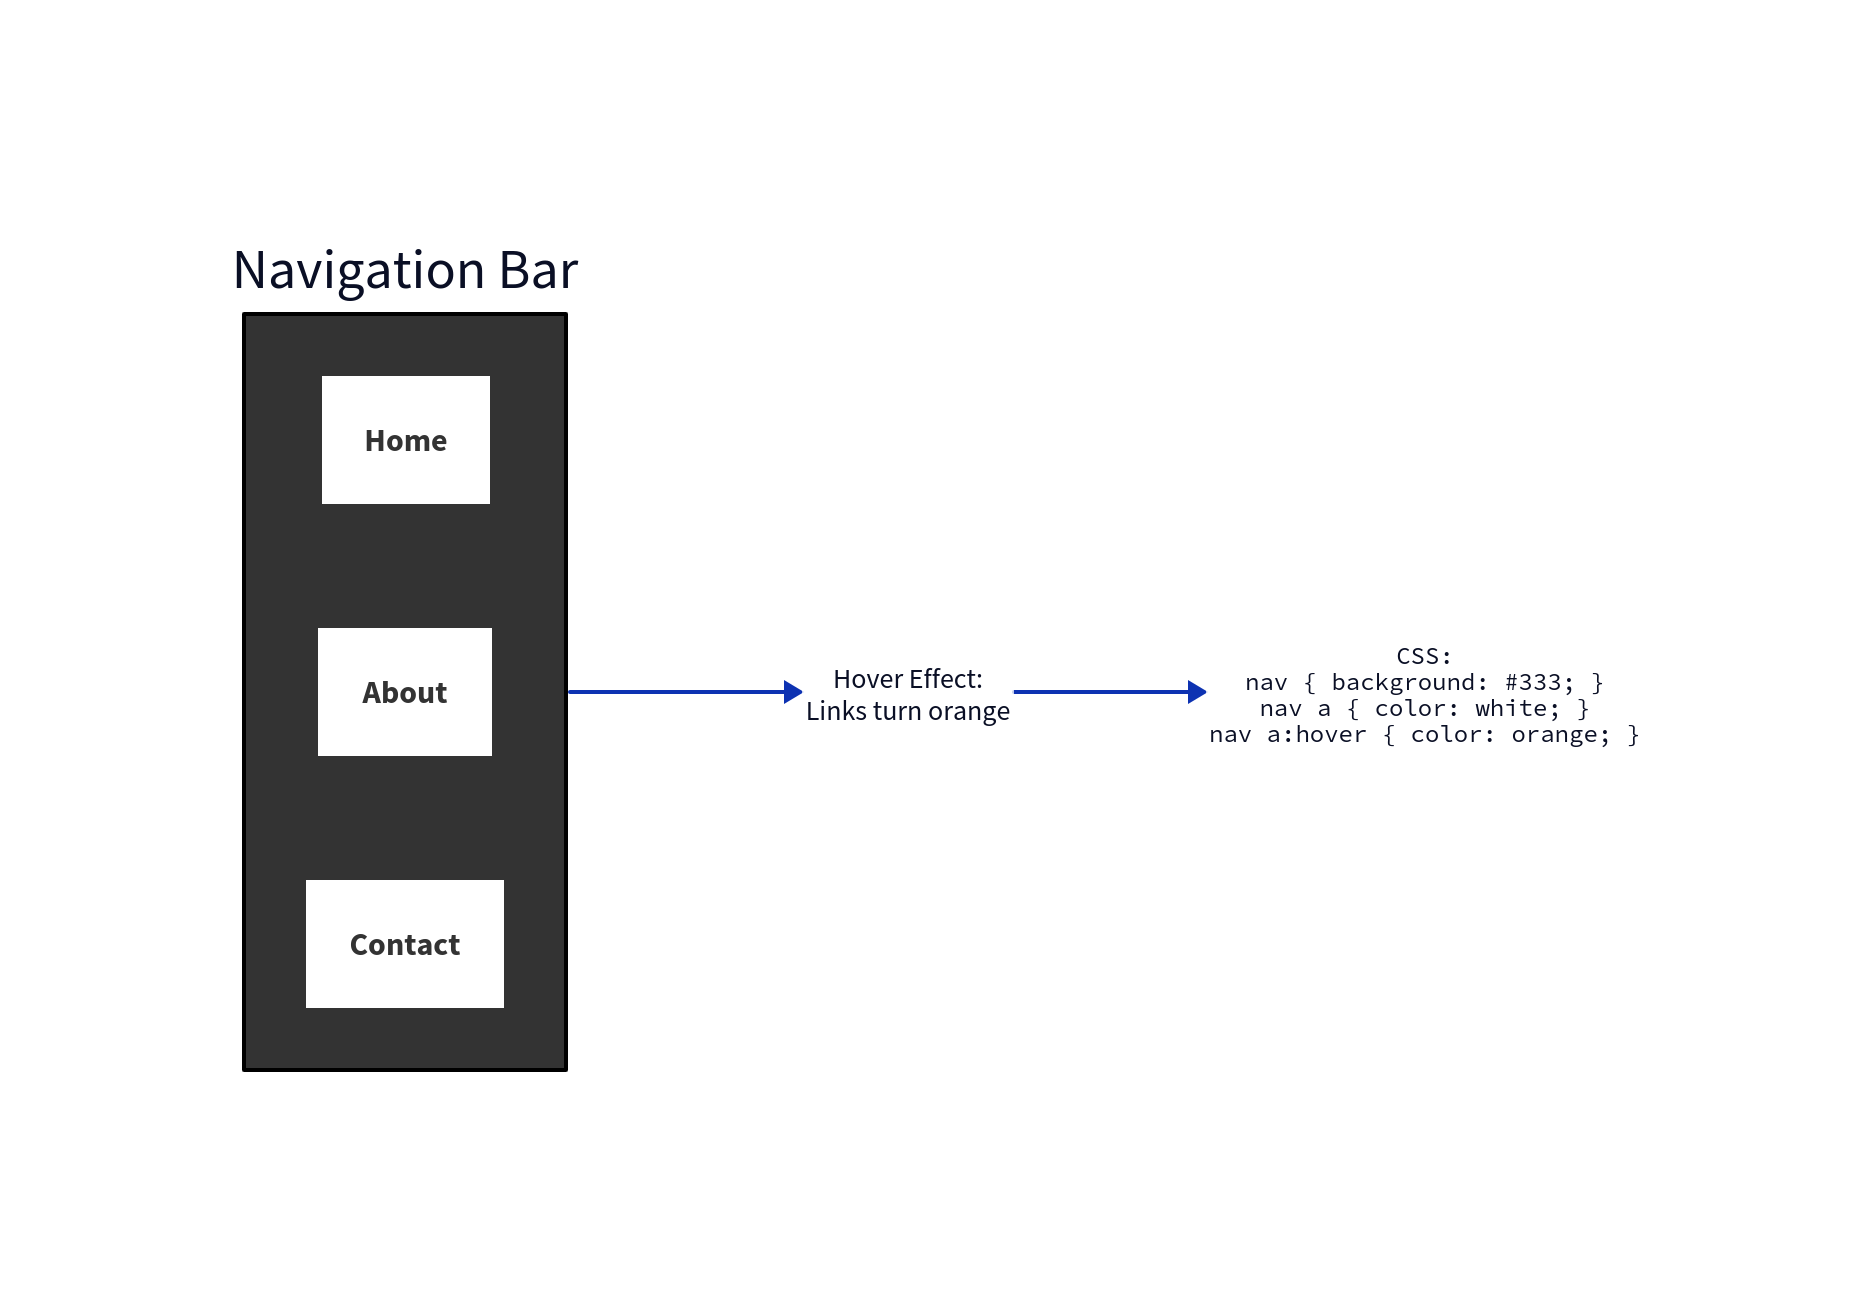 Navigation Bar
Home
About
Contact
Hover Effect:
Links turn orange
CSS:
nav { background: #333; }
nav a { color: white; }
nav a:hover { color: orange; }